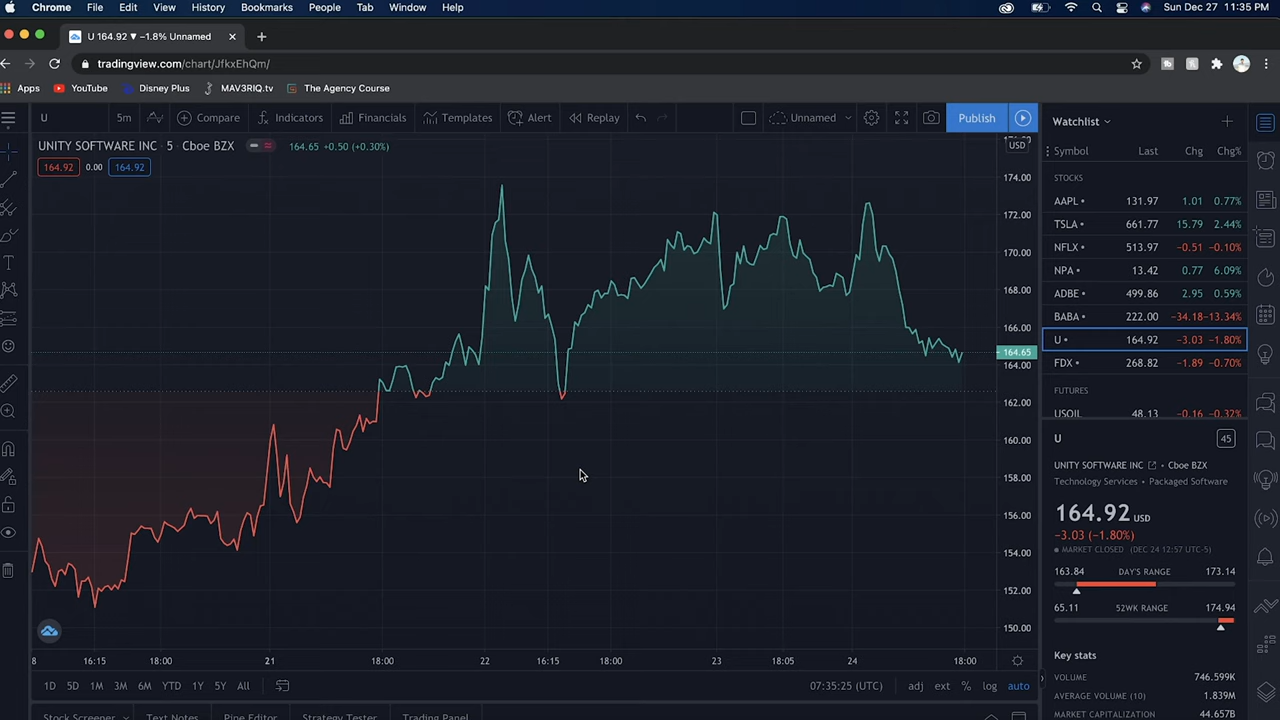 Chrome File Edit View History Bookmarks People Tab Window Help Sun Dec 27 11:35 PM
U 164.92 ▼ −1.8% Unnamed
tradingview.com/chart/JfkxEhQm/
Apps YouTube Disney Plus MAV3RIQ.tv The Agency Course
U 5m Compare Indicators Financials Templates Alert Replay Unnamed Publish
UNITY SOFTWARE INC · 5 · Cboe BZX 164.65 +0.50 (+0.30%)
164.92 0.00 164.92
USD
174.00
172.00
170.00
168.00
166.00
164.65
164.00
162.00
160.00
158.00
156.00
154.00
152.00
150.00
8 16:15 18:00 21 18:00 22 16:15 18:00 23 18:05 24 18:00
1D 5D 1M 3M 6M YTD 1Y 5Y All 07:35:25 (UTC) adj ext % log auto
Stock Screener Text Notes Pine Editor Strategy Tester Trading Panel
Watchlist
Symbol Last Chg Chg%
STOCKS
AAPL 131.97 1.01 0.77%
TSLA 661.77 15.79 2.44%
NFLX 513.97 −0.51 −0.10%
NPA 13.42 0.77 6.09%
ADBE 499.86 2.95 0.59%
BABA 222.00 −34.18 −13.34%
U 164.92 −3.03 −1.80%
FDX 268.82 −1.89 −0.70%
FUTURES
USOIL 48.13 −0.16 −0.32%
U 45
UNITY SOFTWARE INC • Cboe BZX
Technology Services • Packaged Software
164.92 USD
−3.03 (−1.80%)
MARKET CLOSED (DEC 24 12:57 UTC-5)
163.84 DAY'S RANGE 173.14
65.11 52WK RANGE 174.94
Key stats
VOLUME 746.599K
AVERAGE VOLUME (10) 1.839M
MARKET CAPITALIZATION 44.657B